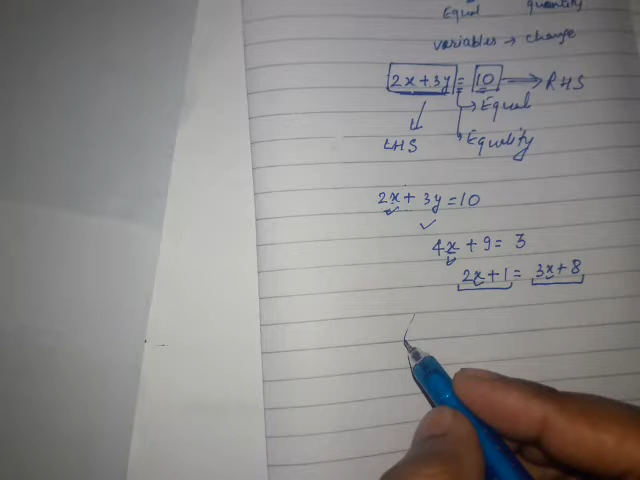 Equal quantity
variables → change
2x+3y = 10 → RHS
→ Equal
LHS
Equality
2x + 3y = 10
4x + 9 = 3
2x + 1 = 3x + 8